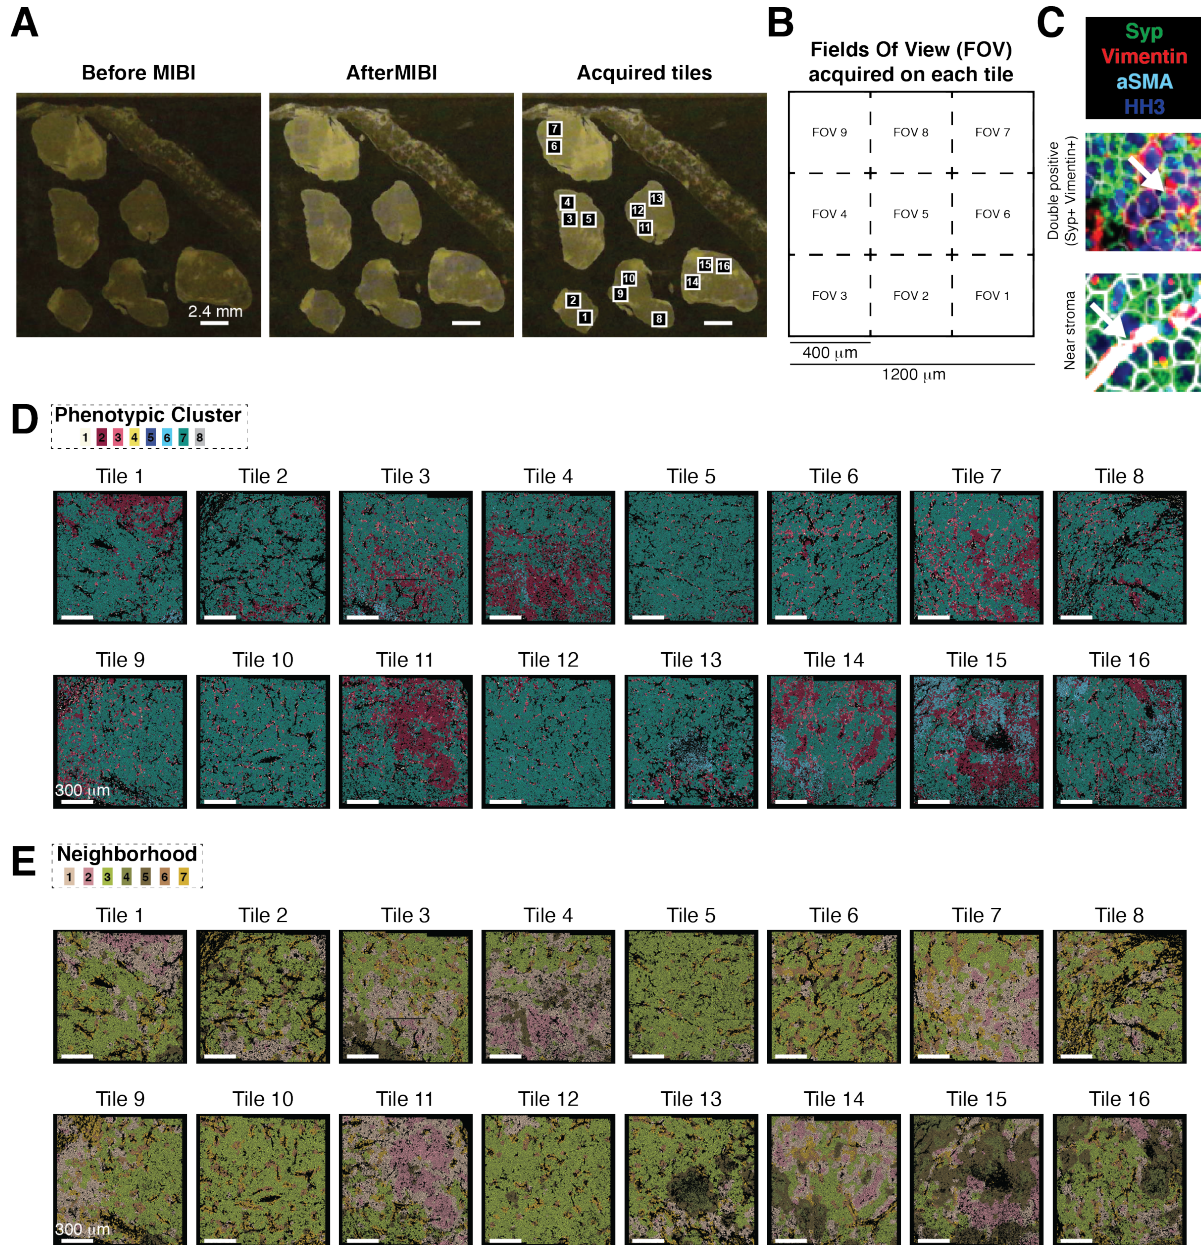 A
Before MIBI
AfterMIBI
Acquired tiles
2.4 mm
7
6
4
3
5
13
12
11
15
16
14
10
9
2
1
8
B
Fields Of View (FOV)
acquired on each tile
FOV 9
FOV 8
FOV 7
FOV 4
FOV 5
FOV 6
FOV 3
FOV 2
FOV 1
400 μm
1200 μm
C
Syp
Vimentin
aSMA
HH3
Double positive
(Syp+ Vimentin+)
Near stroma
D
Phenotypic Cluster
1 2 3 4 5 6 7 8
Tile 1 Tile 2 Tile 3 Tile 4 Tile 5 Tile 6 Tile 7 Tile 8
Tile 9 Tile 10 Tile 11 Tile 12 Tile 13 Tile 14 Tile 15 Tile 16
300 μm
E
Neighborhood
1 2 3 4 5 6 7
Tile 1 Tile 2 Tile 3 Tile 4 Tile 5 Tile 6 Tile 7 Tile 8
Tile 9 Tile 10 Tile 11 Tile 12 Tile 13 Tile 14 Tile 15 Tile 16
300 μm